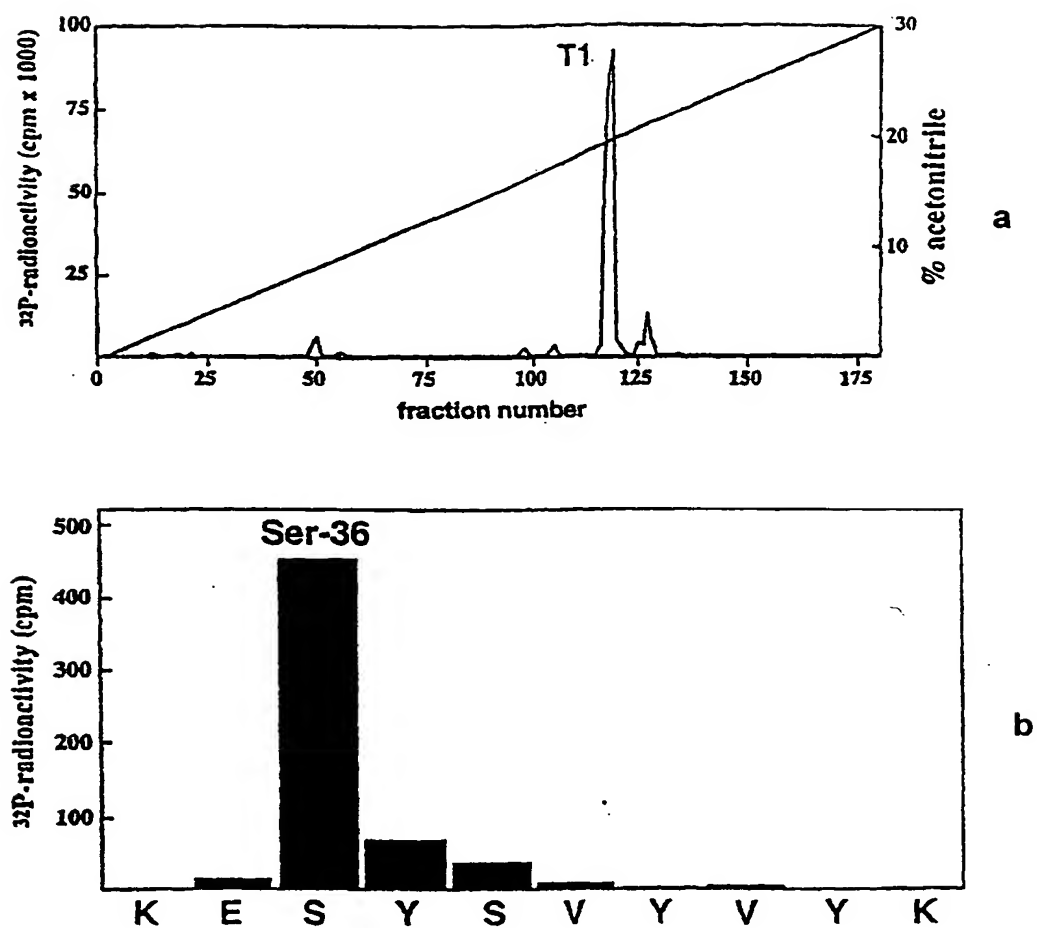 100 75 50 25
32P-radioactivity (cpm x 1000)
T1
30 20 10
% acetonitrile
a
0 25 50 75 100 125 150 175
fraction number
500 400 300 200 100
32P-radioactivity (cpm)
Ser-36
b
K E S Y S V Y V Y K